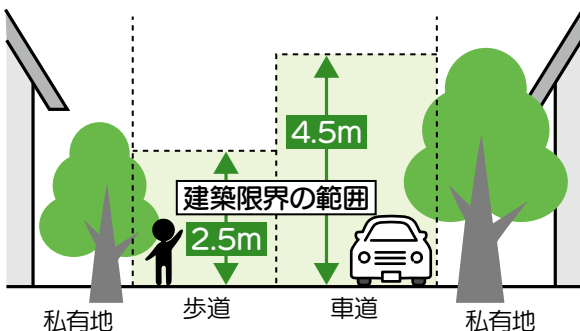 4.5m
建築限界の範囲
2.5m
私有地
歩道
車道
私有地